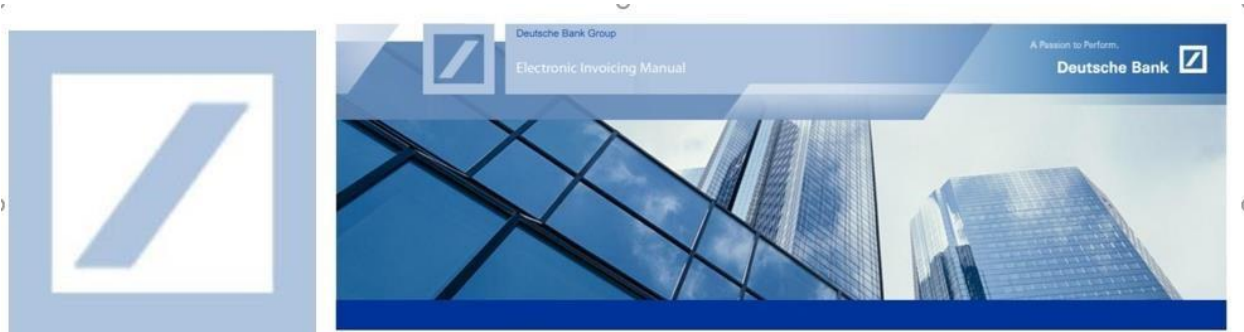 Deutsche Bank Group
Electronic Invoicing Manual
A Passion to Perform.
Deutsche Bank